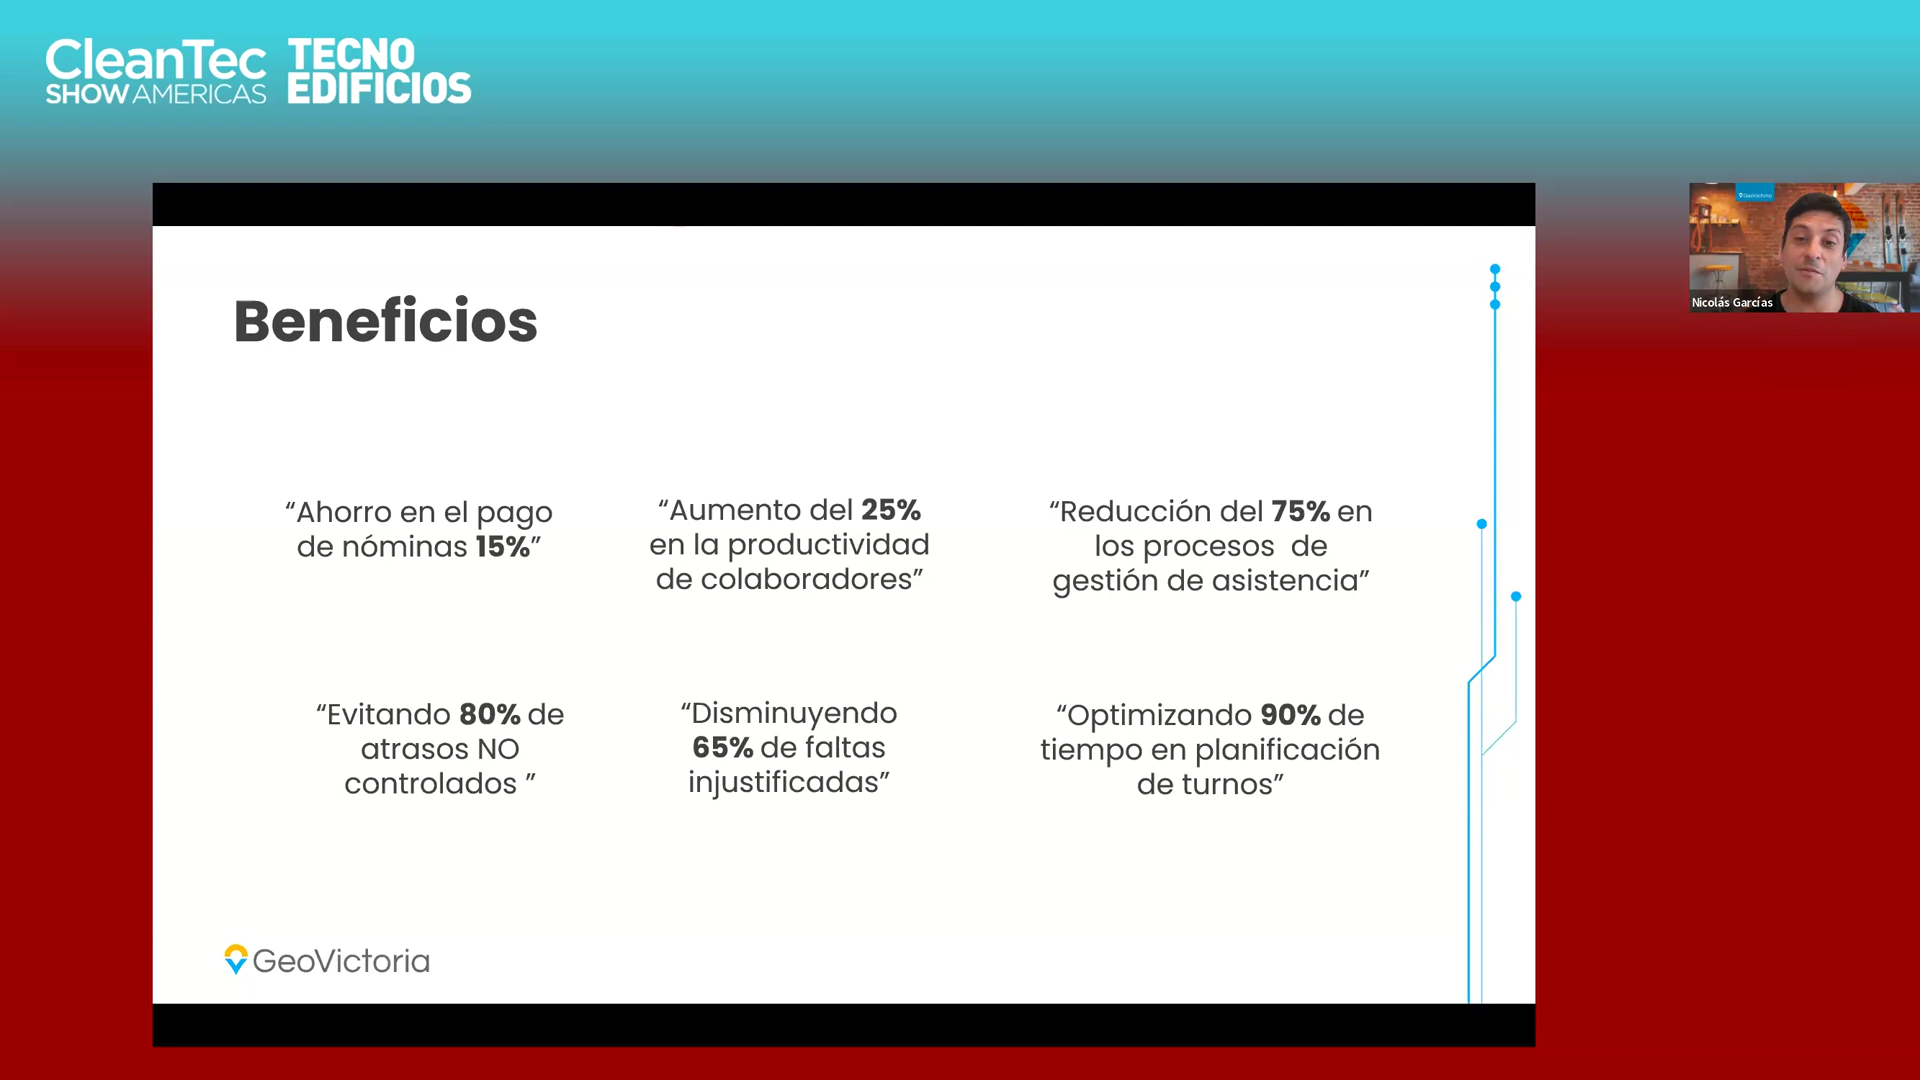 CleanTec
SHOW AMERICAS
TECNO
EDIFICIOS
GeoVictoria
Nicolás Garcías
Beneficios
“Ahorro en el pago
de nóminas 15%”
“Aumento del 25%
en la productividad
de colaboradores”
“Reducción del 75% en
los procesos de
gestión de asistencia”
“Evitando 80% de
atrasos NO
controlados ”
“Disminuyendo
65% de faltas
injustificadas”
“Optimizando 90% de
tiempo en planificación
de turnos”
GeoVictoria